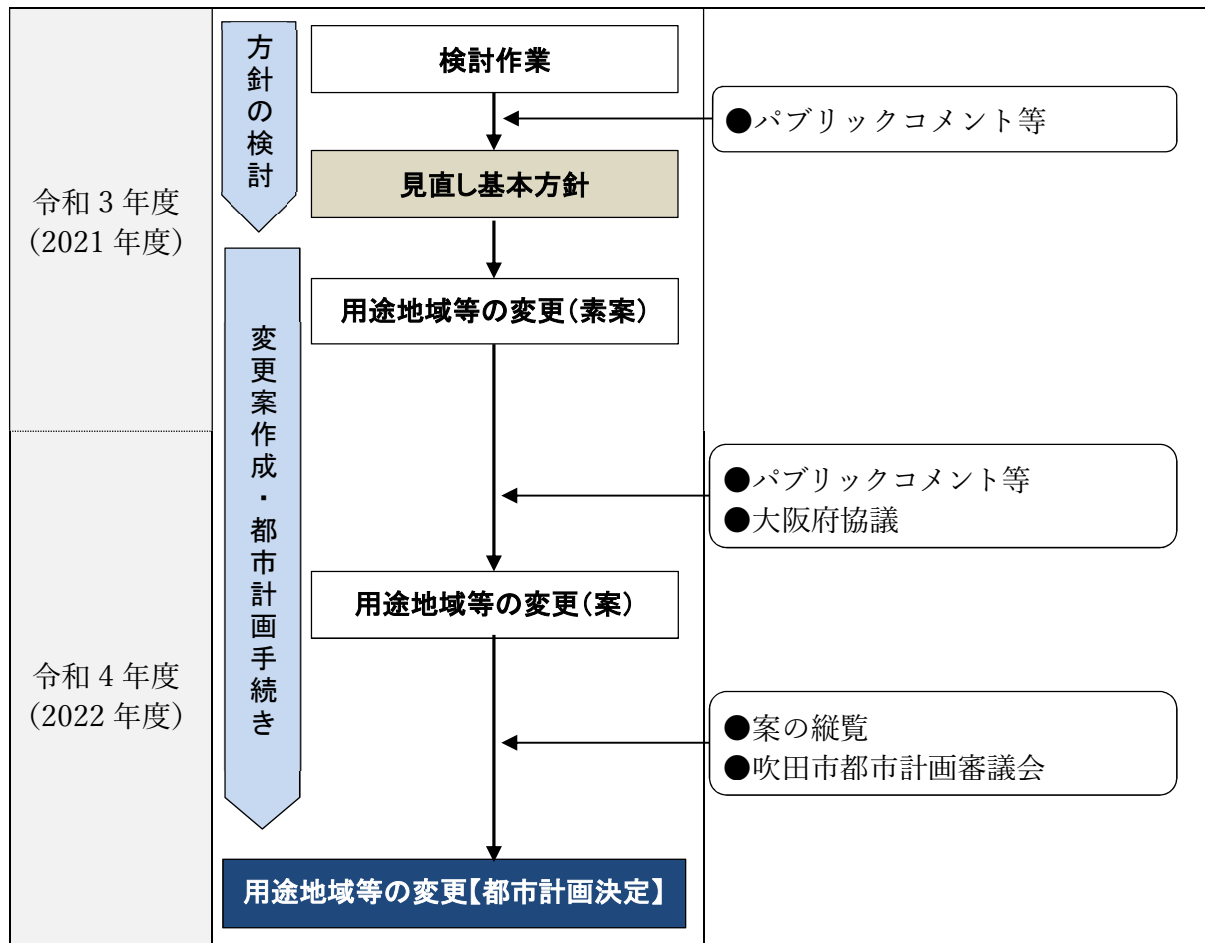 令和3年度
（2021年度）
方針の検討
検討作業
●パブリックコメント等
見直し基本方針
用途地域等の変更（素案）
変更案作成・都市計画手続き
令和4年度
（2022年度）
●パブリックコメント等
●大阪府協議
用途地域等の変更（案）
●案の縦覧
●吹田市都市計画審議会
用途地域等の変更【都市計画決定】